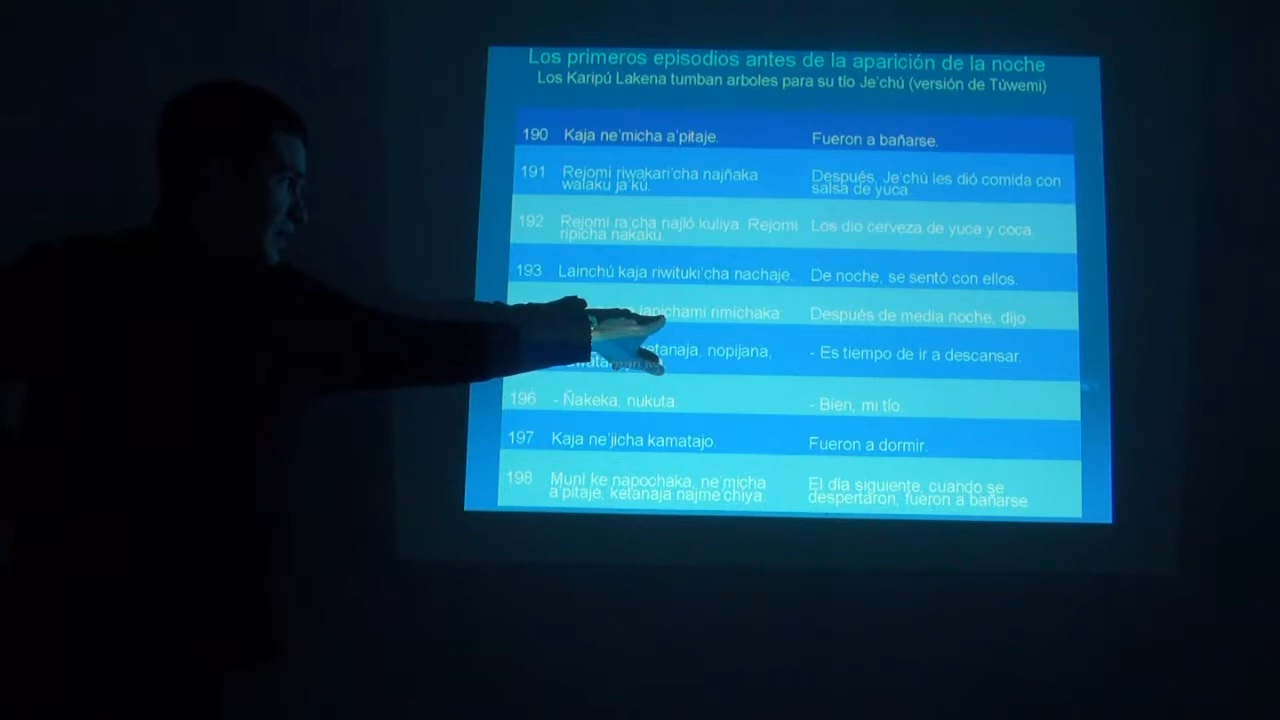 Los primeros episodios antes de la aparición de la noche
Los Karipú Lakena tumban arboles para su tío Je'chú (versión de Túwemi)
190 Kaja ne'micha a'pitaje. Fueron a bañarse.
191 Rejomi riwakari'cha najñaka Después, Je'chú les dió comida con
walaku ja'kú. salsa de yuca.
192 Rejomi ra'cha najló kuliya. Rejomi Los dio cerveza de yuca y coca
ripicha nakaku.
193 Lainchú kaja riwituki'cha nachaje. De noche, se sentó con ellos.
lapichami rimíchaka: Después de media noche, dijo
ketanaja, nopijana, - Es tiempo de ir a descansar.
196 - Ñakeka, nukuta. - Bien, mi tío.
197 Kaja ne'jicha kamatajo. Fueron a dormir.
198 Muní ke napocháka, ne'micha El día siguiente, cuando se
a'pitaje, ketanaja najme'chiya. despertaron, fueron a bañarse.